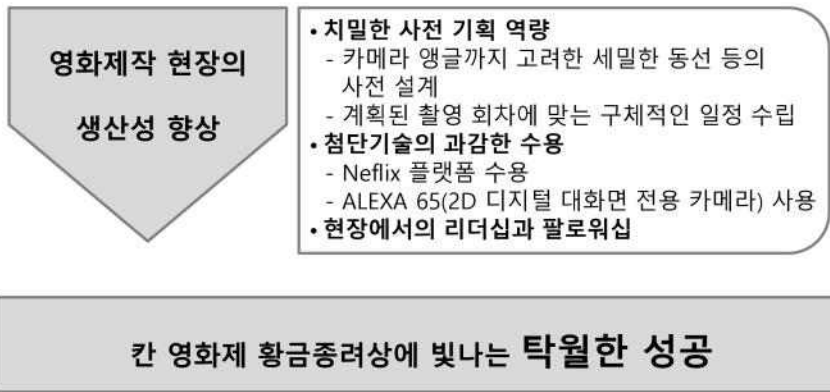 영화제작 현장의
생산성 향상
• 치밀한 사전 기획 역량
- 카메라 앵글까지 고려한 세밀한 동선 등의
사전 설계
- 계획된 촬영 회차에 맞는 구체적인 일정 수립
• 첨단기술의 과감한 수용
- Neflix 플랫폼 수용
- ALEXA 65(2D 디지털 대화면 전용 카메라) 사용
• 현장에서의 리더십과 팔로워십
칸 영화제 황금종려상에 빛나는 탁월한 성공